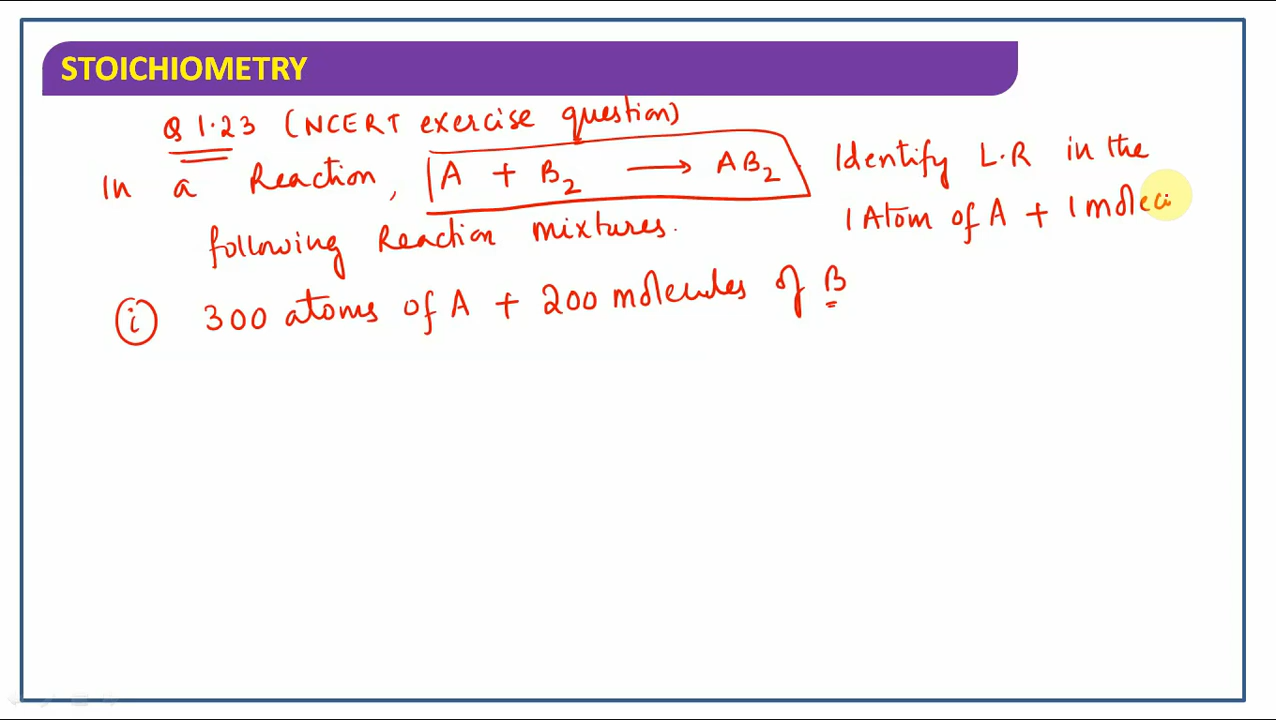 STOICHIOMETRY
Q 1.23 (NCERT exercise question)
In a Reaction, A + B₂ → AB₂ Identify L.R in the
following Reaction mixtures. 1 Atom of A + 1 molec
(i) 300 atoms of A + 200 molecules of B